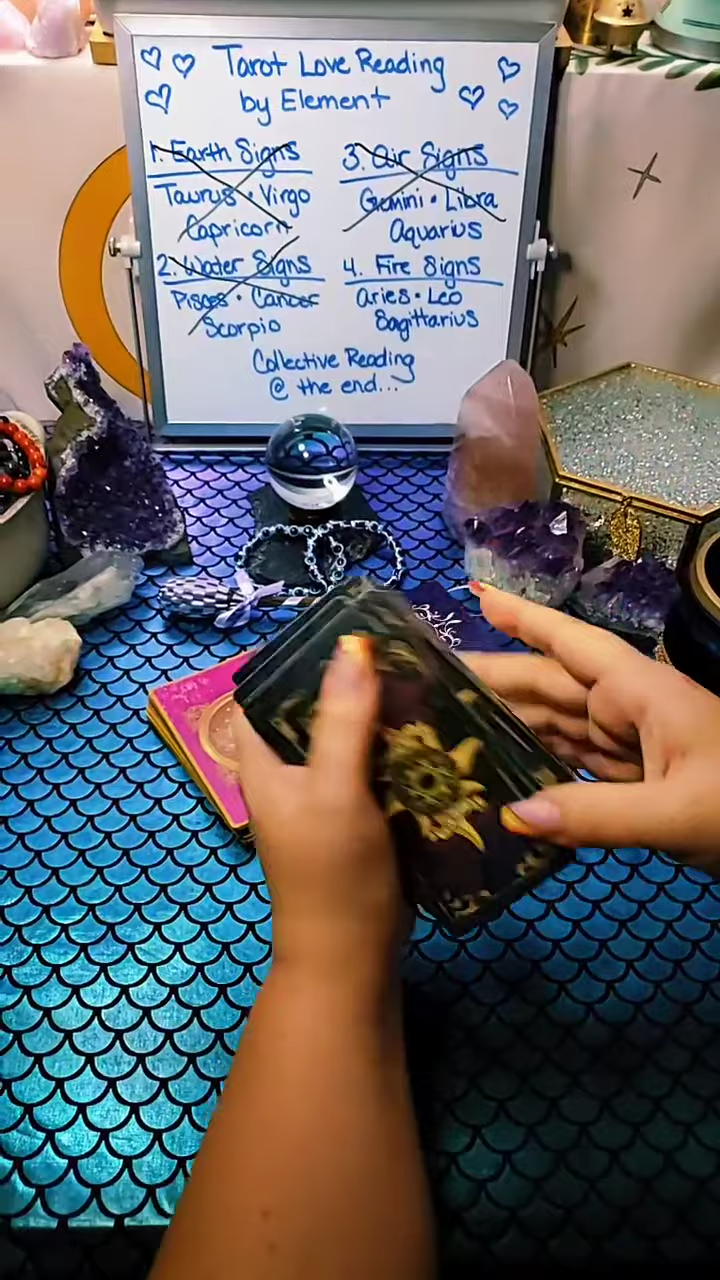 Tarot Love Reading
by Element
1. Earth Signs
Taurus • Virgo
Capricorn
2. Water Signs
Pisces • Cancer
Scorpio
3. Air Signs
Gemini • Libra
Aquarius
4. Fire Signs
Aries • Leo
Sagittarius
Collective Reading
@ the end...